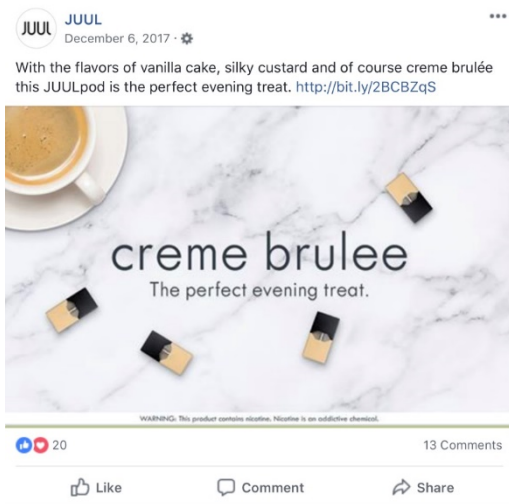 JUUL
JUUL
December 6, 2017 ·
With the flavors of vanilla cake, silky custard and of course creme brulée
this JUULpod is the perfect evening treat. http://bit.ly/2BCBZqS
creme brulee
The perfect evening treat.
WARNING: This product contains nicotine. Nicotine is an addictive chemical.
20
13 Comments
Like
Comment
Share